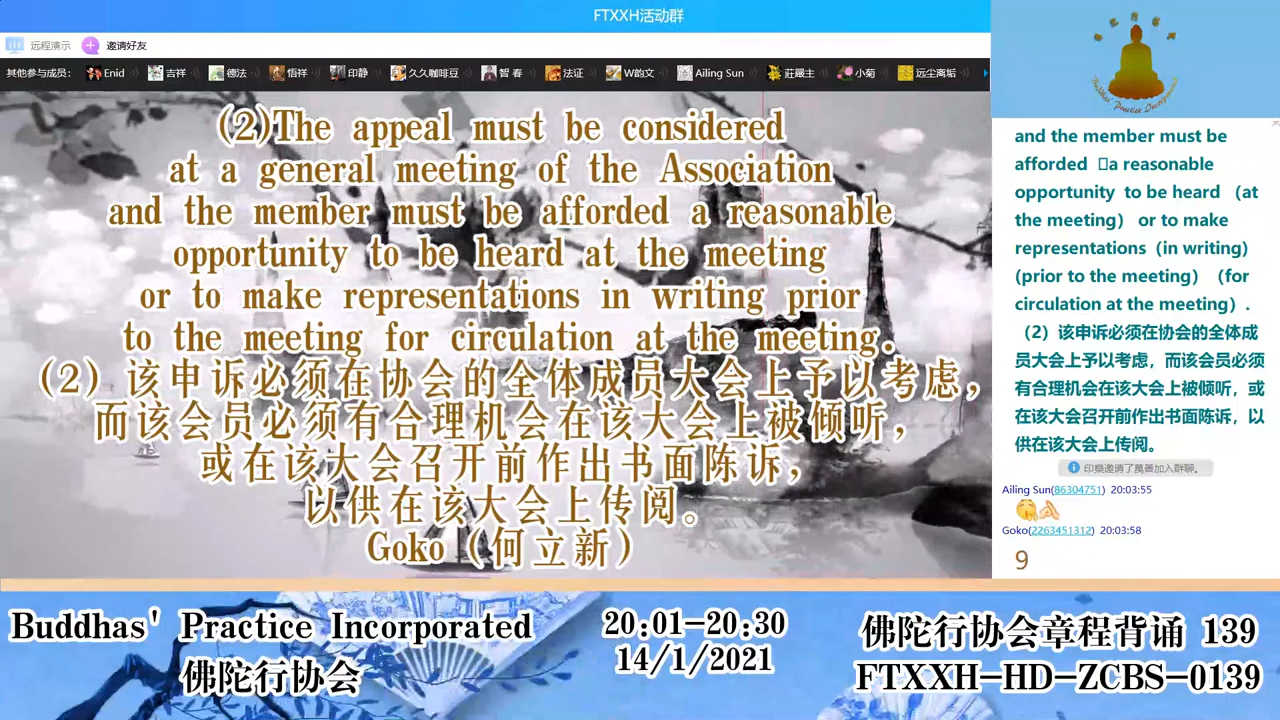 FTXXH活动群
远程演示 邀请好友
其他参与成员： Enid 吉祥 德法 悟祥 印静 久久咖啡豆 智 春 法证 W韵文 Ailing Sun 莊嚴主 小菊 远尘离垢
(2)The appeal must be considered
at a general meeting of the Association
and the member must be afforded a reasonable
opportunity to be heard at the meeting
or to make representations in writing prior
to the meeting for circulation at the meeting.
（2）该申诉必须在协会的全体成员大会上予以考虑，
而该会员必须有合理机会在该大会上被倾听，
或在该大会召开前作出书面陈诉，
以供在该大会上传阅。
Goko（何立新）
Buddhas' Practice Incorporated
and the member must be
afforded a reasonable
opportunity to be heard （at
the meeting） or to make
representations（in writing)
(prior to the meeting）（for
circulation at the meeting）.
（2）该申诉必须在协会的全体成
员大会上予以考虑，而该会员必须
有合理机会在该大会上被倾听，或
在该大会召开前作出书面陈诉，以
供在该大会上传阅。
印樂邀请了萬善加入群聊。
Ailing Sun(86304751) 20:03:55
Goko(2263451312) 20:03:58
9
Buddhas' Practice Incorporated
佛陀行协会
20:01-20:30
14/1/2021
佛陀行协会章程背诵 139
FTXXH-HD-ZCBS-0139